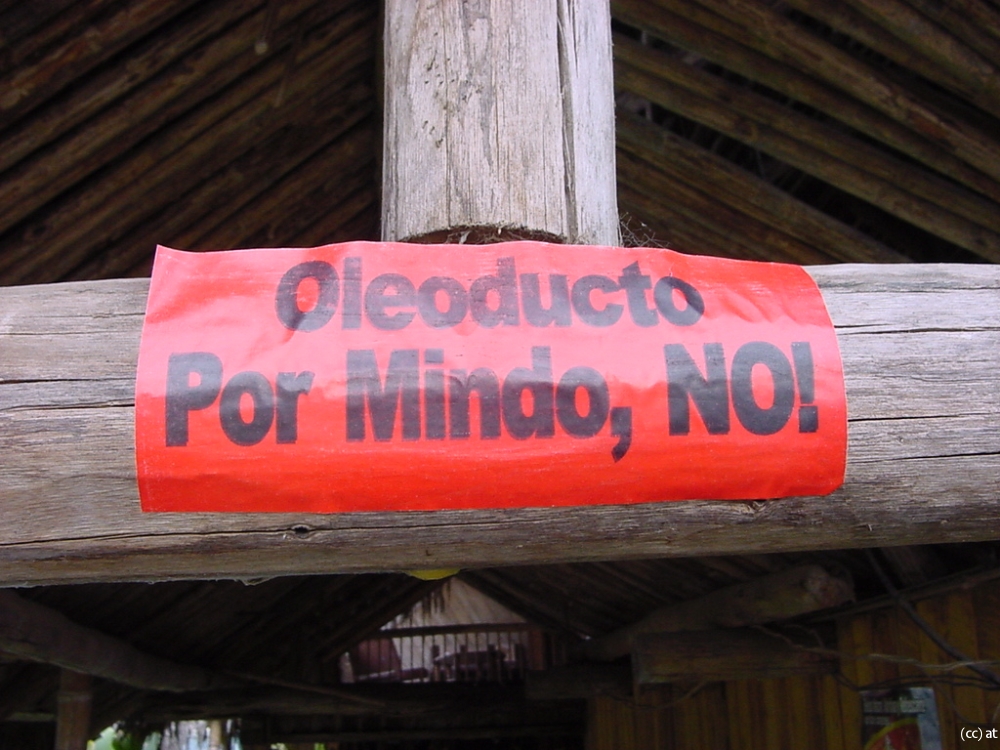 Oleoducto
Por Mindo, NO!
(cc) at